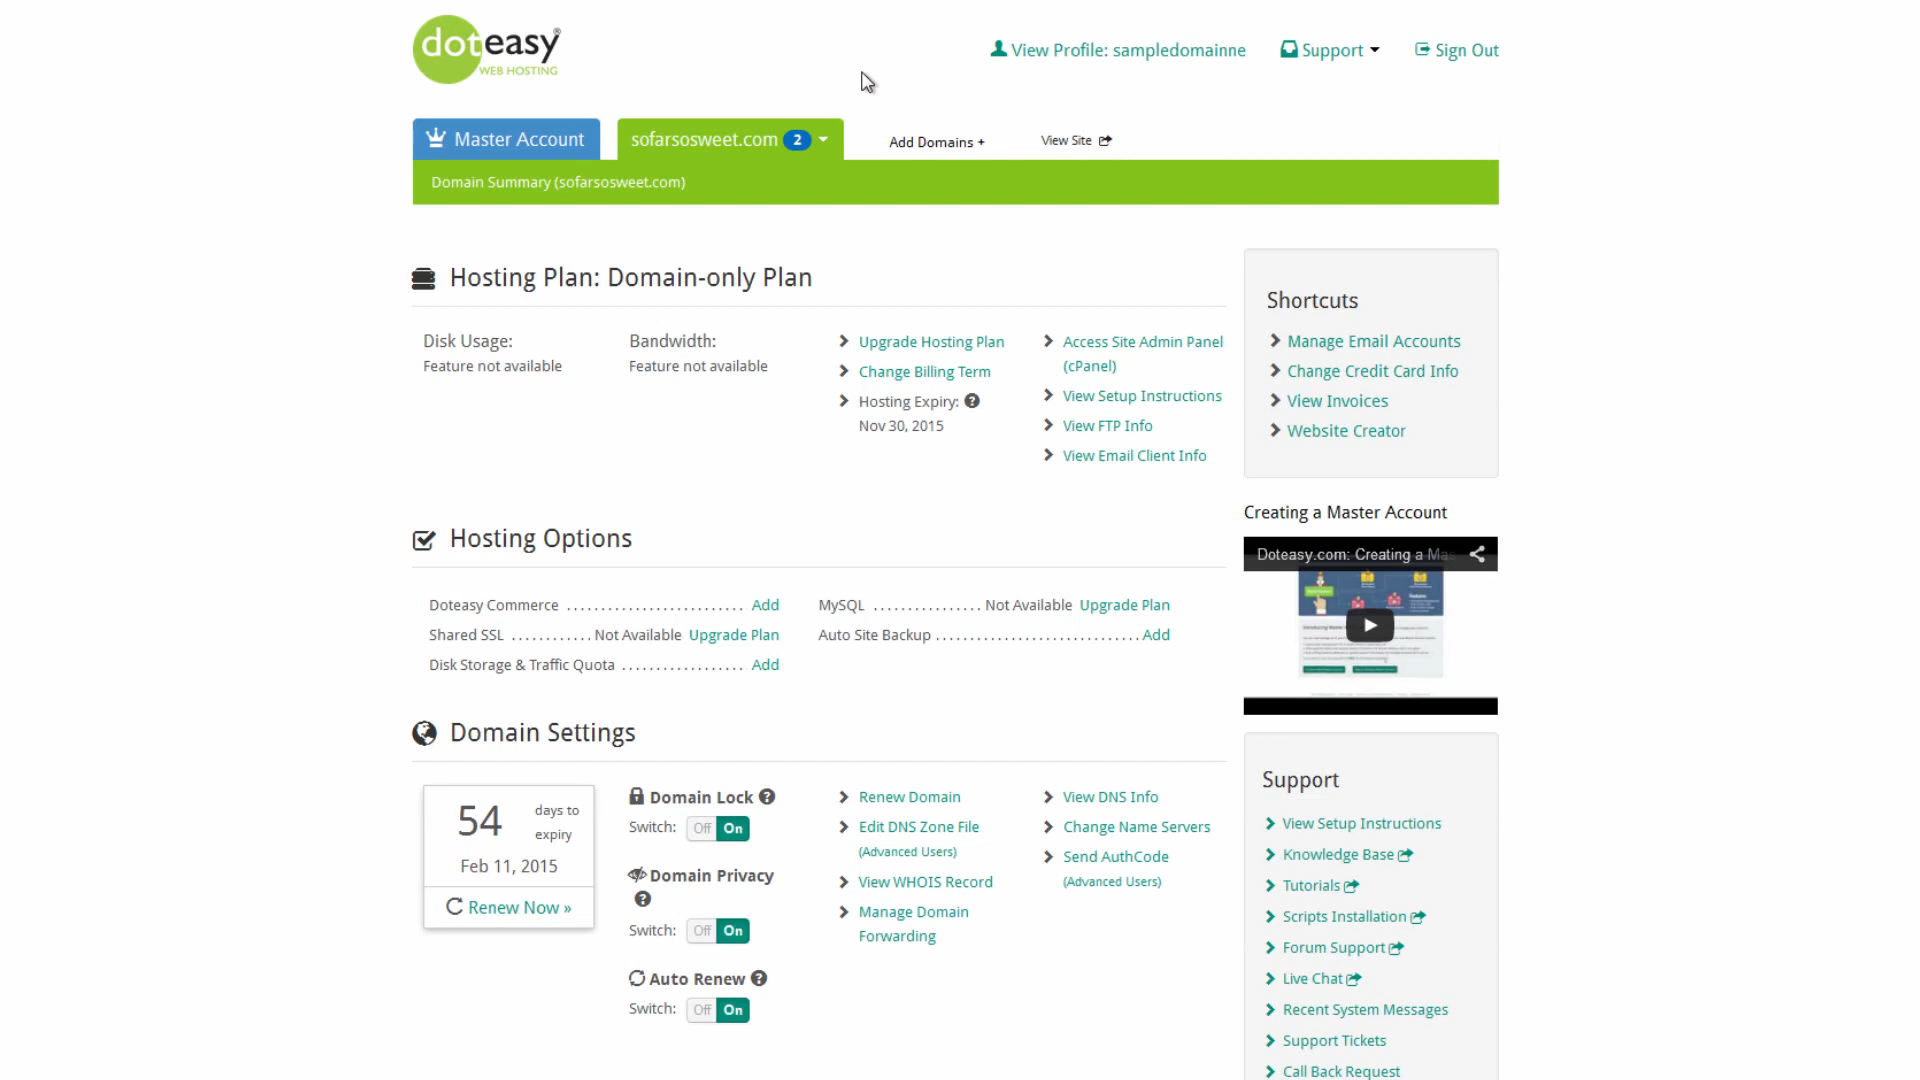 doteasy®
WEB HOSTING
View Profile: sampledomainne
Support
Sign Out
Master Account
sofarsosweet.com 2
Add Domains +
View Site
Domain Summary (sofarsosweet.com)
Hosting Plan: Domain-only Plan
Disk Usage:
Feature not available
Bandwidth:
Feature not available
Upgrade Hosting Plan
Change Billing Term
Hosting Expiry: ?
Nov 30, 2015
Access Site Admin Panel
(cPanel)
View Setup Instructions
View FTP Info
View Email Client Info
Shortcuts
Manage Email Accounts
Change Credit Card Info
View Invoices
Website Creator
Creating a Master Account
Doteasy.com: Creating a Ma
Hosting Options
Doteasy Commerce ......................... Add
Shared SSL ............ Not Available Upgrade Plan
Disk Storage & Traffic Quota ................... Add
MySQL ................ Not Available Upgrade Plan
Auto Site Backup ............................... Add
Domain Settings
54 days to
expiry
Feb 11, 2015
Renew Now »
Domain Lock ?
Switch: Off On
Domain Privacy
?
Switch: Off On
Auto Renew ?
Switch: Off On
Renew Domain
Edit DNS Zone File
(Advanced Users)
View WHOIS Record
Manage Domain
Forwarding
View DNS Info
Change Name Servers
Send AuthCode
(Advanced Users)
Support
View Setup Instructions
Knowledge Base
Tutorials
Scripts Installation
Forum Support
Live Chat
Recent System Messages
Support Tickets
Call Back Request